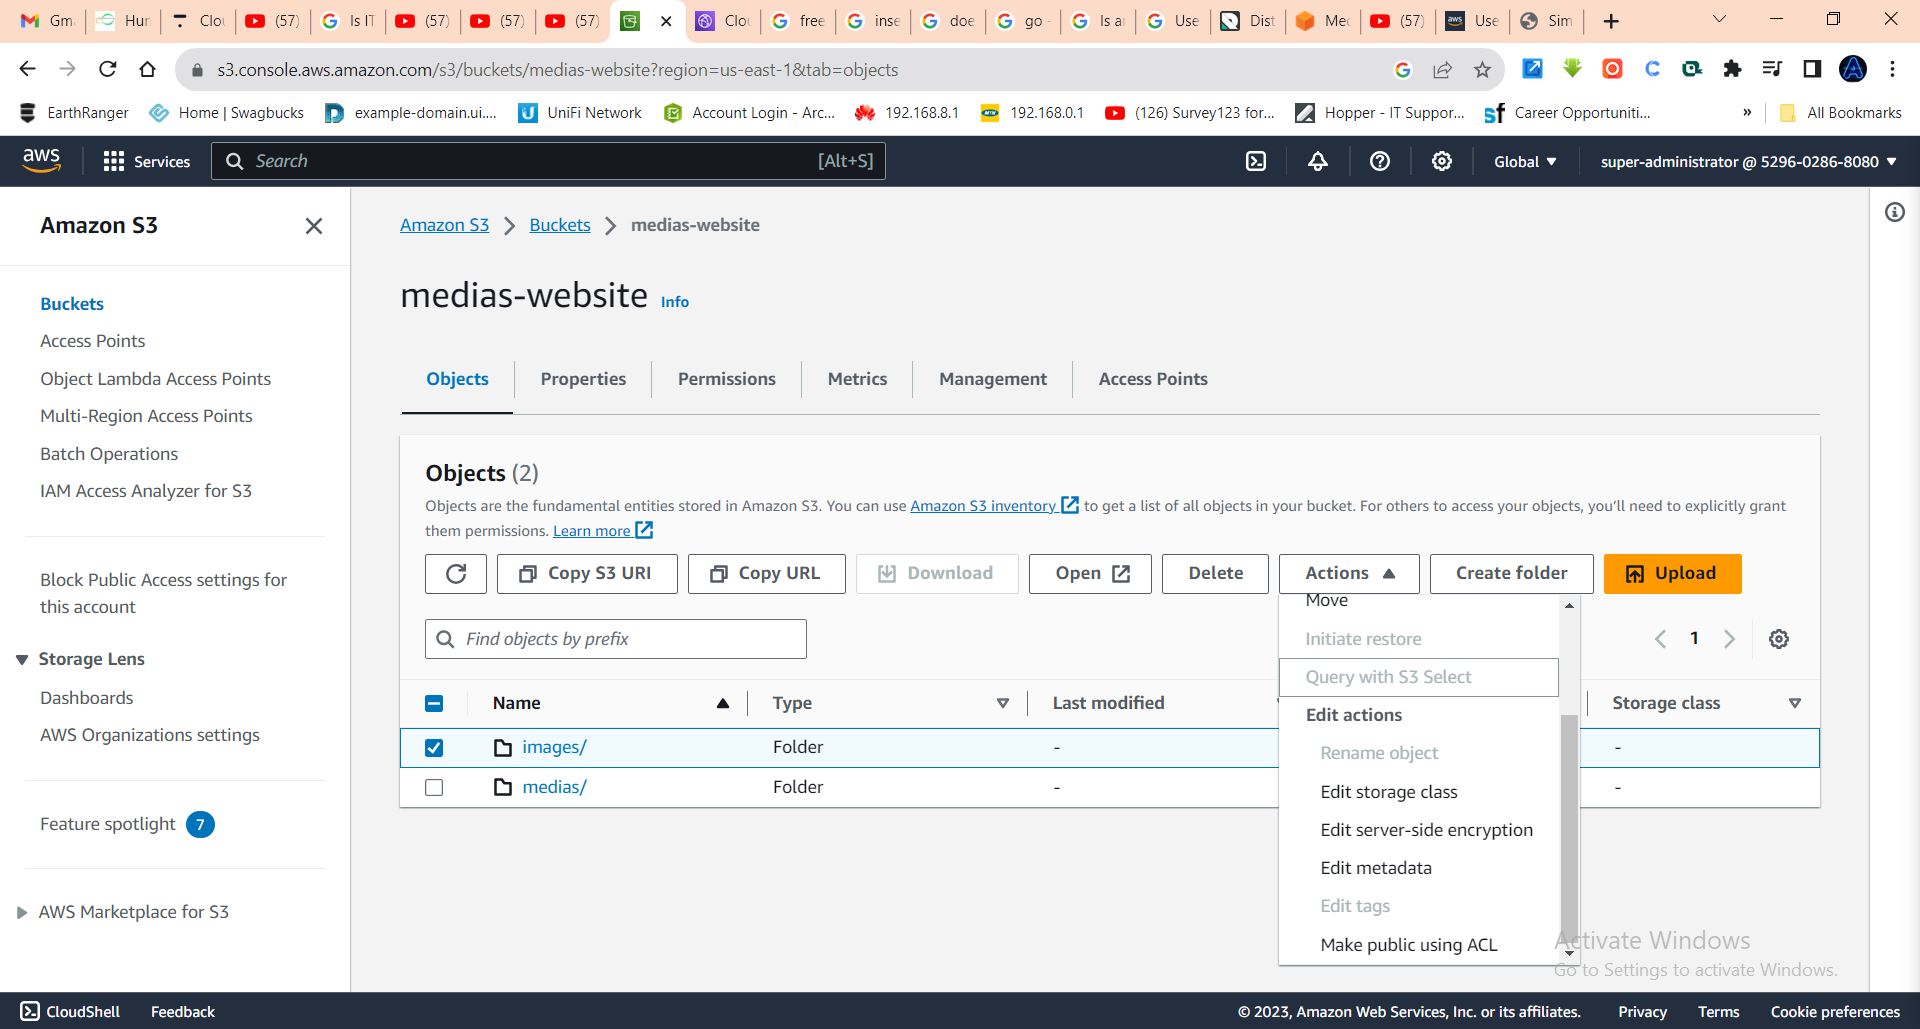 Gm
Hun
Clo
(57)
Is IT
(57)
(57)
(57)
Clo
free
inse
doe
go -
Is a
Use
Dist
Me
(57)
Use
Sim
s3.console.aws.amazon.com/s3/buckets/medias-website?region=us-east-1&tab=objects
EarthRanger
Home | Swagbucks
example-domain.ui....
UniFi Network
Account Login - Arc...
192.168.8.1
192.168.0.1
(126) Survey123 for...
Hopper - IT Suppor...
Career Opportuniti...
»
All Bookmarks
aws
Services
Search
[Alt+S]
Global
super-administrator @ 5296-0286-8080
Amazon S3
Buckets
Access Points
Object Lambda Access Points
Multi-Region Access Points
Batch Operations
IAM Access Analyzer for S3
Block Public Access settings for
this account
Storage Lens
Dashboards
AWS Organizations settings
Feature spotlight 7
AWS Marketplace for S3
Amazon S3 > Buckets > medias-website
medias-website Info
Objects
Properties
Permissions
Metrics
Management
Access Points
Objects (2)
Objects are the fundamental entities stored in Amazon S3. You can use Amazon S3 inventory to get a list of all objects in your bucket. For others to access your objects, you'll need to explicitly grant
them permissions. Learn more
Copy S3 URI
Copy URL
Download
Open
Delete
Actions
Create folder
Upload
Find objects by prefix
1
Name
Type
Last modified
Storage class
images/ Folder - -
medias/ Folder - -
Move
Initiate restore
Query with S3 Select
Edit actions
Rename object
Edit storage class
Edit server-side encryption
Edit metadata
Edit tags
Make public using ACL
Activate Windows
Go to Settings to activate Windows.
CloudShell
Feedback
© 2023, Amazon Web Services, Inc. or its affiliates.
Privacy
Terms
Cookie preferences